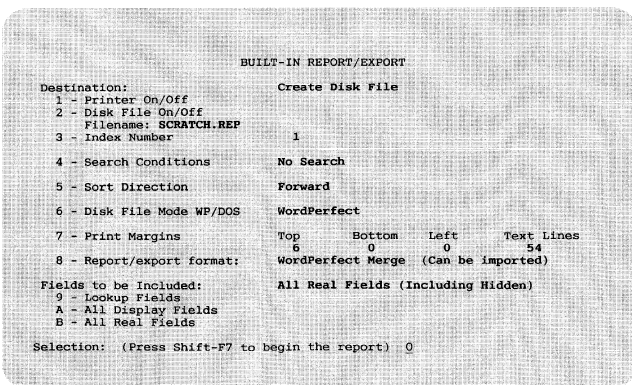 BUILT-IN REPORT/EXPORT
Destination: Create Disk File
1 - Printer On/Off
2 - Disk File On/Off
Filename: SCRATCH.REP
3 - Index Number 1
4 - Search Conditions No Search
5 - Sort Direction Forward
6 - Disk File Mode WP/DOS WordPerfect
7 - Print Margins Top Bottom Left Text Lines
6 0 0 54
8 - Report/export format: WordPerfect Merge (Can be imported)
Fields to be Included: All Real Fields (Including Hidden)
9 - Lookup Fields
A - All Display Fields
B - All Real Fields
Selection: (Press Shift-F7 to begin the report) 0